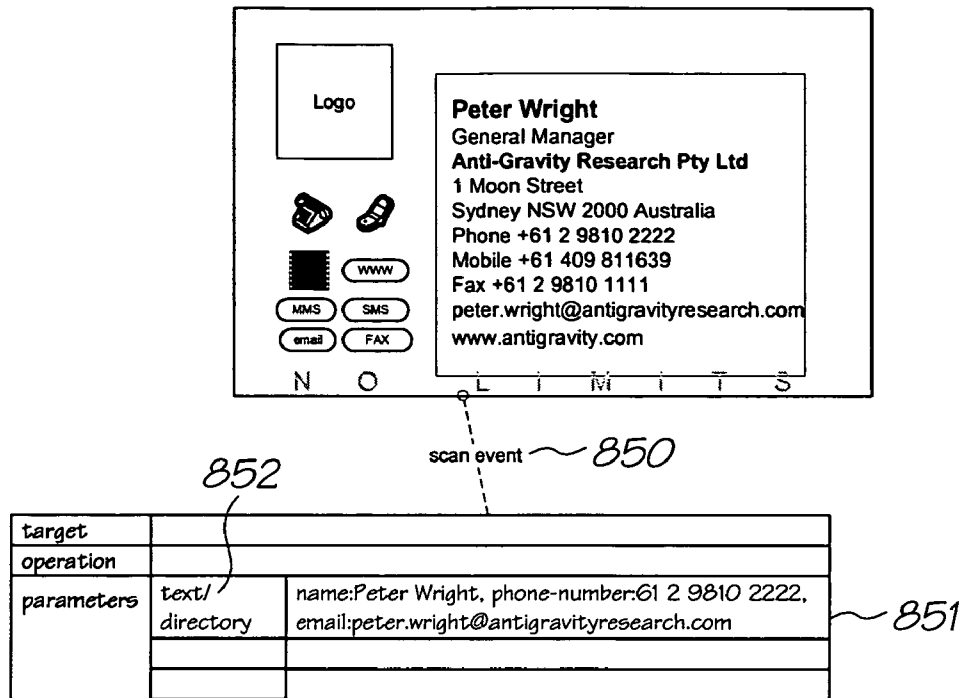 Logo
Peter Wright
General Manager
Anti-Gravity Research Pty Ltd
1 Moon Street
Sydney NSW 2000 Australia
Phone +61 2 9810 2222
Mobile +61 409 811639
Fax +61 2 9810 1111
peter.wright@antigravityresearch.com
www.antigravity.com
WWW
MMS SMS
email FAX
N O L i M i T S
scan event 850
852
target
operation
parameters text/ name:Peter Wright, phone-number:61 2 9810 2222,
directory email:peter.wright@antigravityresearch.com
851